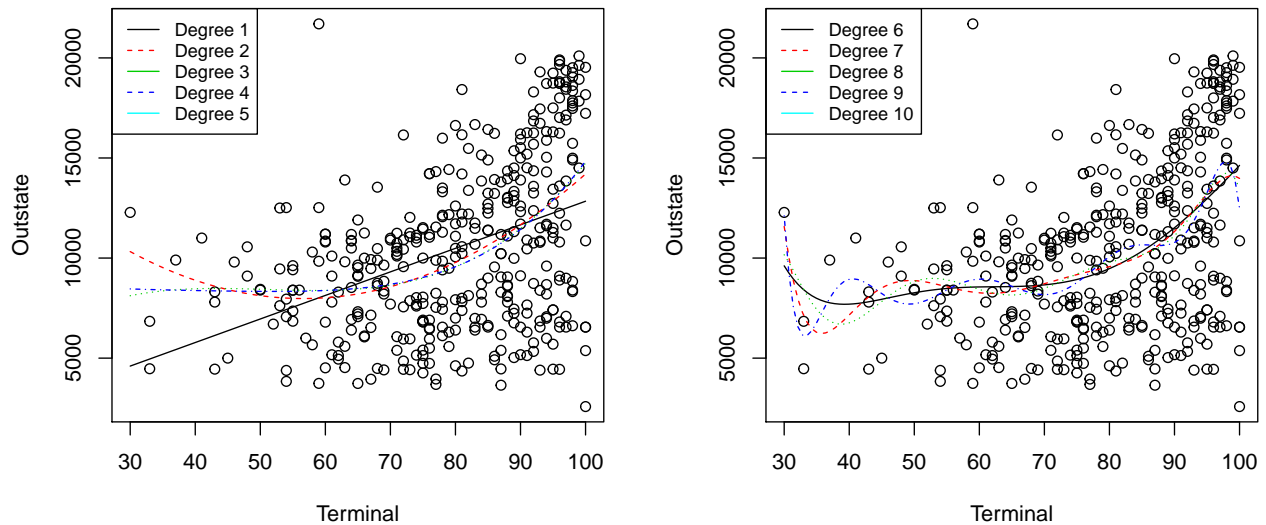 Degree 1
Degree 2
Degree 3
Degree 4
Degree 5
Outstate
20000
15000
10000
5000
30 40 50 60 70 80 90 100
Terminal
Degree 6
Degree 7
Degree 8
Degree 9
Degree 10
Outstate
20000
15000
10000
5000
30 40 50 60 70 80 90 100
Terminal